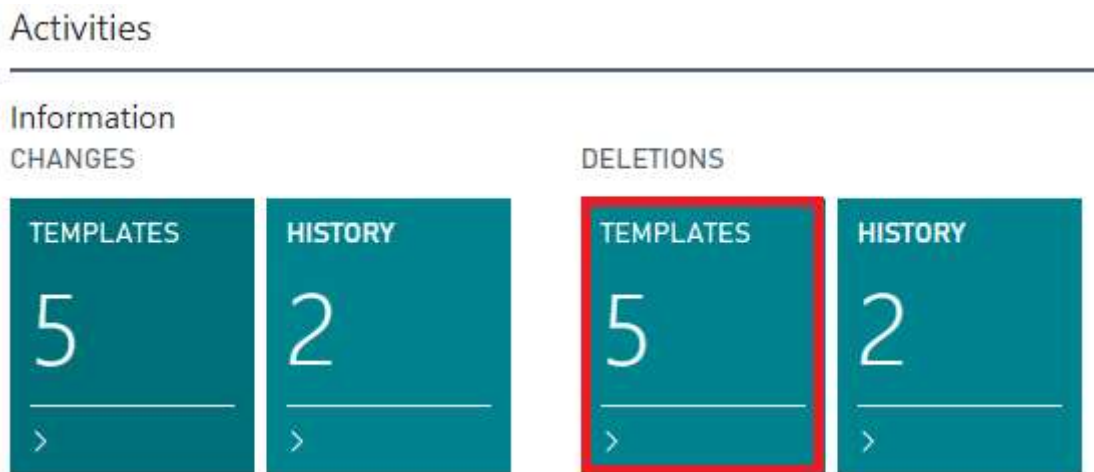 Activities
Information
CHANGES
DELETIONS
TEMPLATES
5
HISTORY
2
TEMPLATES
5
HISTORY
2